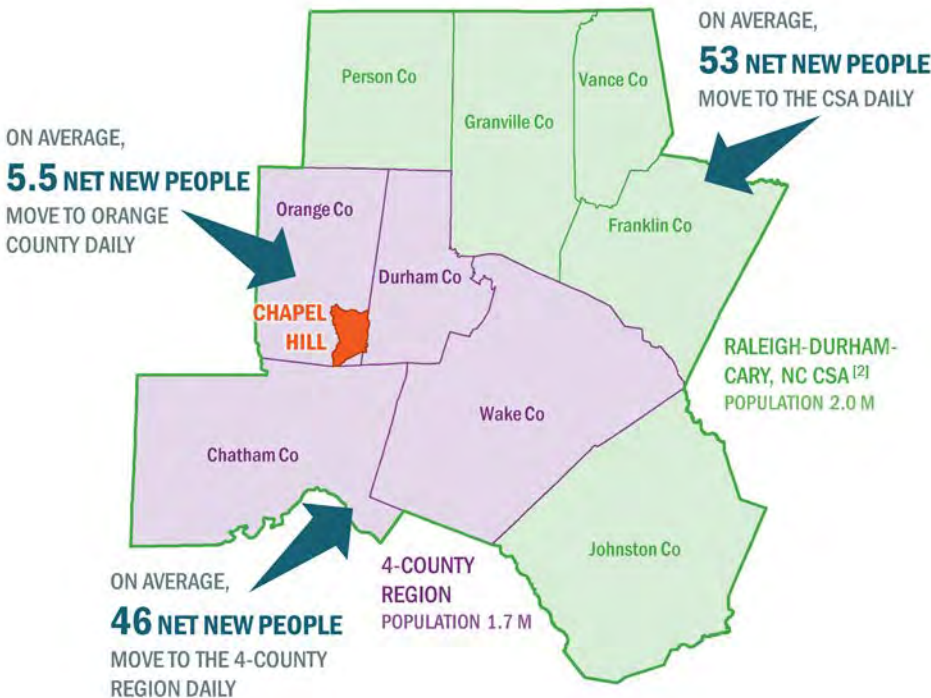 ON AVERAGE,
53 NET NEW PEOPLE
MOVE TO THE CSA DAILY
Person Co
Vance Co
Granville Co
ON AVERAGE,
5.5 NET NEW PEOPLE
MOVE TO ORANGE
COUNTY DAILY
Orange Co
Franklin Co
Durham Co
CHAPEL
HILL
RALEIGH-DURHAM-
CARY, NC CSA [2]
POPULATION 2.0 M
Wake Co
Chatham Co
Johnston Co
4-COUNTY
REGION
POPULATION 1.7 M
ON AVERAGE,
46 NET NEW PEOPLE
MOVE TO THE 4-COUNTY
REGION DAILY